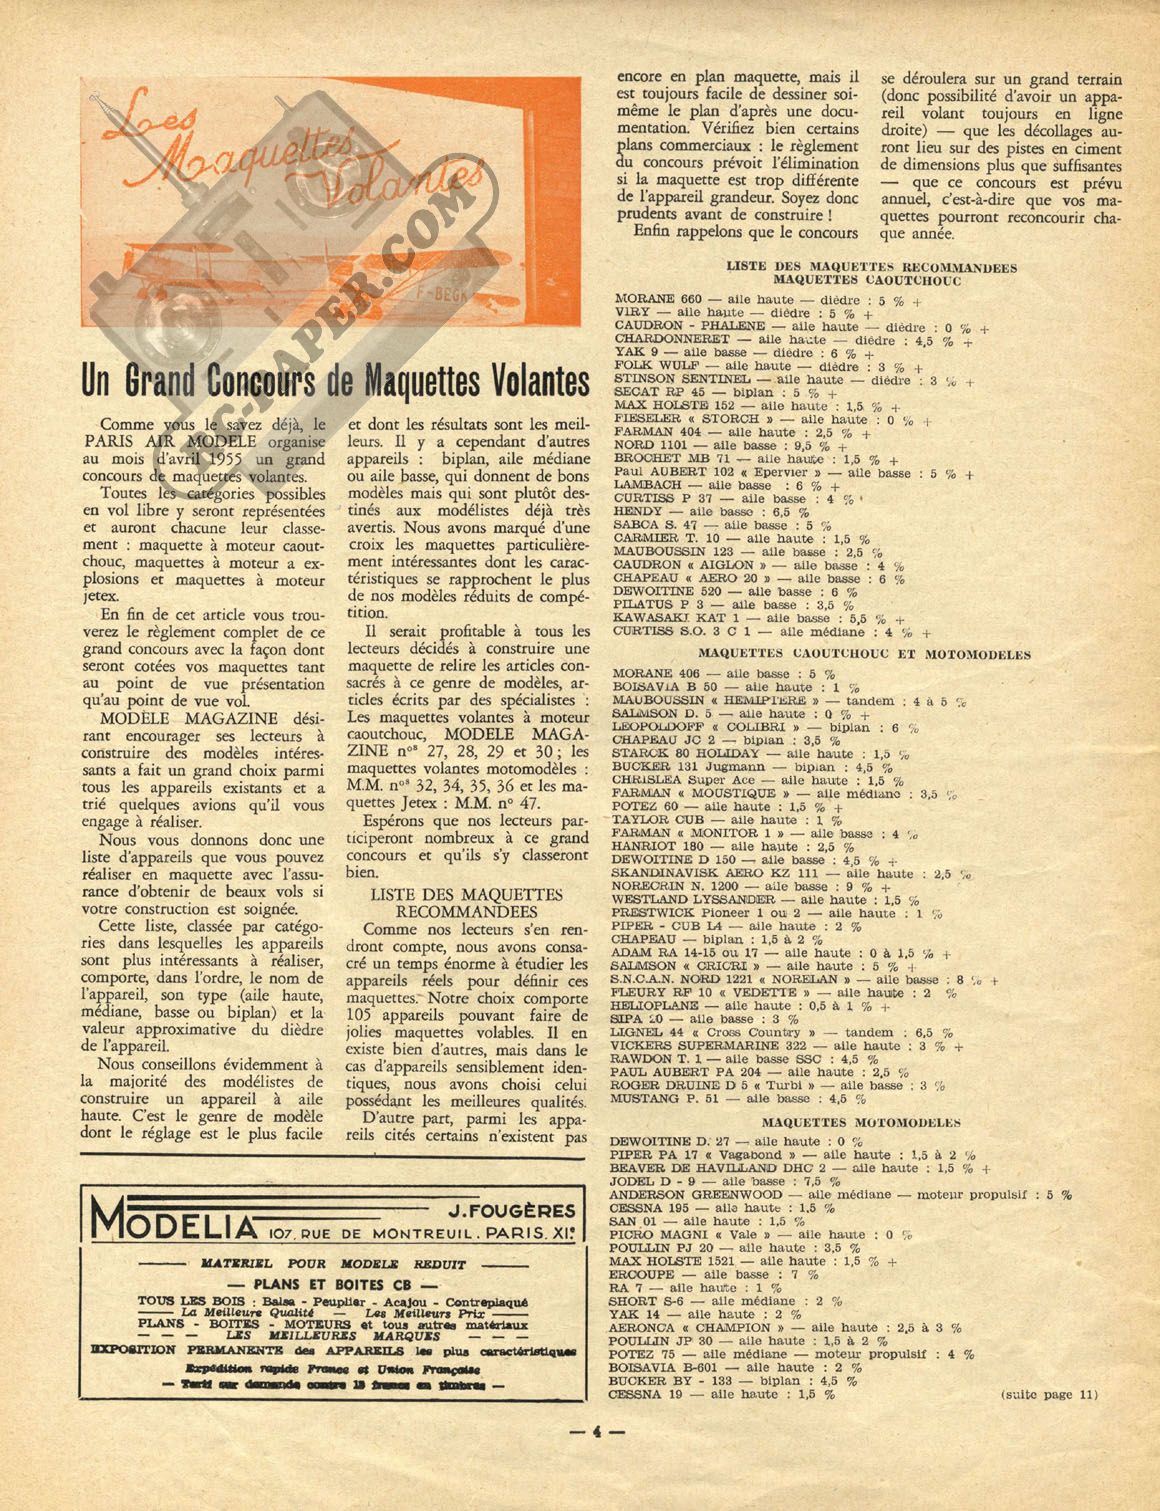 Les
Maquettes
Volantes
F-BEGK
RC-PAPER.COM
Un Grand Concours de Maquettes Volantes
Comme vous le savez déjà, le
PARIS AIR MODELE organise
au mois d'avril 1955 un grand
concours de maquettes volantes.
Toutes les catégories possibles
en vol libre y seront représentées
et auront chacune leur classe-
ment : maquette à moteur caout-
chouc, maquettes à moteur a ex-
plosions et maquettes à moteur
jetex.
En fin de cet article vous trou-
verez le règlement complet de ce
grand concours avec la façon dont
seront cotées vos maquettes tant
au point de vue présentation
qu'au point de vue vol.
MODÈLE MAGAZINE dési-
rant encourager ses lecteurs à
construire des modèles intéres-
sants a fait un grand choix parmi
tous les appareils existants et a
trié quelques avions qu'il vous
engage à réaliser.
Nous vous donnons donc une
liste d'appareils que vous pouvez
réaliser en maquette avec l'assu-
rance d'obtenir de beaux vols si
votre construction est soignée.
Cette liste, classée par catégo-
ries dans lesquelles les appareils
sont plus intéressants à réaliser,
comporte, dans l'ordre, le nom de
l'appareil, son type (aile haute,
médiane, basse ou biplan) et la
valeur approximative du dièdre
de l'appareil.
Nous conseillons évidemment à
la majorité des modélistes de
construire un appareil à aile
haute. C'est le genre de modèle
dont le réglage est le plus facile
et dont les résultats sont les meil-
leurs. Il y a cependant d'autres
appareils : biplan, aile médiane
ou aile basse, qui donnent de bons
modèles mais qui sont plutôt des-
tinés aux modélistes déjà très
avertis. Nous avons marqué d'une
croix les maquettes particulière-
ment intéressantes dont les carac-
téristiques se rapprochent le plus
de nos modèles réduits de compé-
tition.
Il serait profitable à tous les
lecteurs décidés à construire une
maquette de relire les articles con-
sacrés à ce genre de modèles, ar-
ticles écrits par des spécialistes :
Les maquettes volantes à moteur
caoutchouc, MODELE MAGA-
ZINE nos 27, 28, 29 et 30 ; les
maquettes volantes motomodèles :
M.M. nos 32, 34, 35, 36 et les ma-
quettes Jetex : M.M. n° 47.
Espérons que nos lecteurs par-
ticiperont nombreux à ce grand
concours et qu'ils s'y classeront
bien.
LISTE DES MAQUETTES
RECOMMANDEES
Comme nos lecteurs s'en ren-
dront compte, nous avons consa-
cré un temps énorme à étudier les
appareils réels pour définir ces
maquettes. Notre choix comporte
105 appareils pouvant faire de
jolies maquettes volables. Il en
existe bien d'autres, mais dans le
cas d'appareils sensiblement iden-
tiques, nous avons choisi celui
possédant les meilleures qualités.
D'autre part, parmi les appa-
reils cités certains n'existent pas
encore en plan maquette, mais il
est toujours facile de dessiner soi-
même le plan d'après une docu-
mentation. Vérifiez bien certains
plans commerciaux : le règlement
du concours prévoit l'élimination
si la maquette est trop différente
de l'appareil grandeur. Soyez donc
prudents avant de construire !
Enfin rappelons que le concours
se déroulera sur un grand terrain
(donc possibilité d'avoir un appa-
reil volant toujours en ligne
droite) — que les décollages au-
ront lieu sur des pistes en ciment
de dimensions plus que suffisantes
— que ce concours est prévu
annuel, c'est-à-dire que vos ma-
quettes pourront reconcourir cha-
que année.
LISTE DES MAQUETTES RECOMMANDEES
MAQUETTES CAOUTCHOUC
MORANE 660 — aile haute — dièdre : 5 % +
VIRY — aile haute — dièdre : 5 % +
CAUDRON - PHALENE — aile haute — dièdre : 0 % +
CHARDONNERET — aile haute — dièdre : 4,5 % +
YAK 9 — aile basse — dièdre : 6 % +
FOLK WULF — aile haute — dièdre : 3 % +
STINSON SENTINEL — aile haute — dièdre : 3 % +
SECAT RP 45 — biplan : 5 % +
MAX HOLSTE 152 — aile haute : 1,5 % +
FIESELER « STORCH » — aile haute : 0 % +
FARMAN 404 — aile haute : 2,5 % +
NORD 1101 — aile basse : 9,5 % +
BROCHET MB 71 — aile haute : 1,5 % +
Paul AUBERT 102 « Epervier » — aile basse : 5 % +
LAMBACH — aile basse : 6 % +
CURTISS P 37 — aile basse : 4 %
HENDY — aile basse : 6,5 %
SABCA S. 47 — aile basse : 5 %
CARMIER T. 10 — aile haute : 1,5 %
MAUBOUSSIN 123 — aile basse : 2,5 %
CAUDRON « AIGLON » — aile basse : 4 %
CHAPEAU « AERO 20 » — aile basse : 6 %
DEWOITINE 520 — aile basse : 6 %
PILATUS P 3 — aile basse : 3,5 %
KAWASAKI KAT 1 — aile basse : 5,5 % +
CURTISS S.O. 3 C 1 — aile médiane : 4 % +
MAQUETTES CAOUTCHOUC ET MOTOMODELES
MORANE 406 — aile basse : 5 %
BOISAVIA B 50 — aile haute : 1 %
MAUBOUSSIN « HEMIPTERE » — tandem : 4 à 5 %
SALMSON D. 5 — aile haute : 0 % +
LEOPOLDOFF « COLIBRI » — biplan : 6 %
CHAPEAU JC 2 — biplan : 3,5 %
STARCK 80 HOLIDAY — aile haute : 1,5 %
BUCKER 131 Jugmann — biplan : 4,5 %
CHRISLEA Super Ace — aile haute : 1,5 %
FARMAN « MOUSTIQUE » — aile médiane : 3,5 %
POTEZ 60 — aile haute : 1,5 % +
TAYLOR CUB — aile haute : 1 %
FARMAN « MONITOR 1 » — aile basse : 4 %
HANRIOT 180 — aile haute : 2,5 %
DEWOITINE D 150 — aile basse : 4,5 % +
SKANDINAVISK AERO KZ 111 — aile haute : 2,5 %
NORECRIN N. 1200 — aile basse : 9 % +
WESTLAND LYSSANDER — aile haute : 1,5 %
PRESTWICK Pioneer 1 ou 2 — aile haute : 1 %
PIPER - CUB L4 — aile haute : 2 %
CHAPEAU — biplan : 1,5 à 2 %
ADAM RA 14-15 ou 17 — aile haute : 0 à 1,5 % +
SALMSON « CRICRI » — aile haute : 5 % +
S.N.C.A.N. NORD 1221 « NORELAN » — aile basse : 8 % +
FLEURY RF 10 « VEDETTE » — aile haute : 2 %
HELIOPLANE — aile haute : 0,5 à 1 % +
SIPA 20 — aile basse : 3 %
LIGNEL 44 « Cross Country » — tandem : 6,5 %
VICKERS SUPERMARINE 322 — aile haute : 3 % +
RAWDON T. 1 — aile basse SSC : 4,5 %
PAUL AUBERT PA 204 — aile haute : 2,5 %
ROGER DRUINE D 5 « Turbi » — aile basse : 3 %
MUSTANG P. 51 — aile basse : 4,5 %
MAQUETTES MOTOMODELES
DEWOITINE D. 27 — aile haute : 0 %
PIPER PA 17 « Vagabond » — aile haute : 1,5 à 2 %
BEAVER DE HAVILLAND DHC 2 — aile haute : 1,5 % +
JODEL D - 9 — aile basse : 7,5 %
ANDERSON GREENWOOD — aile médiane — moteur propulsif : 5 %
CESSNA 195 — aile haute : 1,5 %
SAN 01 — aile haute : 1,5 %
PICRO MAGNI « Vale » — aile haute : 0 %
POULLIN PJ 20 — aile haute : 3,5 %
MAX HOLSTE 1521 — aile haute : 1,5 % +
ERCOUPE — aile basse : 7 %
RA 7 — aile haute : 1 %
SHORT S-6 — aile médiane : 2 %
YAK 14 — aile haute : 2 %
AERONCA « CHAMPION » — aile haute : 2,5 à 3 %
POULLIN JP 30 — aile haute : 1,5 à 2 %
POTEZ 75 — aile médiane — moteur propulsif : 4 %
BOISAVIA B-601 — aile haute : 2 %
BUCKER BY - 133 — biplan : 4,5 %
CESSNA 19 — aile haute : 1,5 %
(suite page 11)
MODELIA
J. FOUGÈRES
107, RUE DE MONTREUIL. PARIS. XIe
MATERIEL POUR MODELE REDUIT
— PLANS ET BOITES CB —
TOUS LES BOIS : Balsa - Peuplier - Acajou - Contreplaqué
— La Meilleure Qualité — Les Meilleurs Prix —
PLANS - BOITES - MOTEURS et tous autres matériaux
— — — LES MEILLEURES MARQUES — — —
EXPOSITION PERMANENTE des APPAREILS les plus caractéristiques
Expédition rapide France et Union Française
— Tarif sur demande contre 15 francs en timbres —
— 4 —